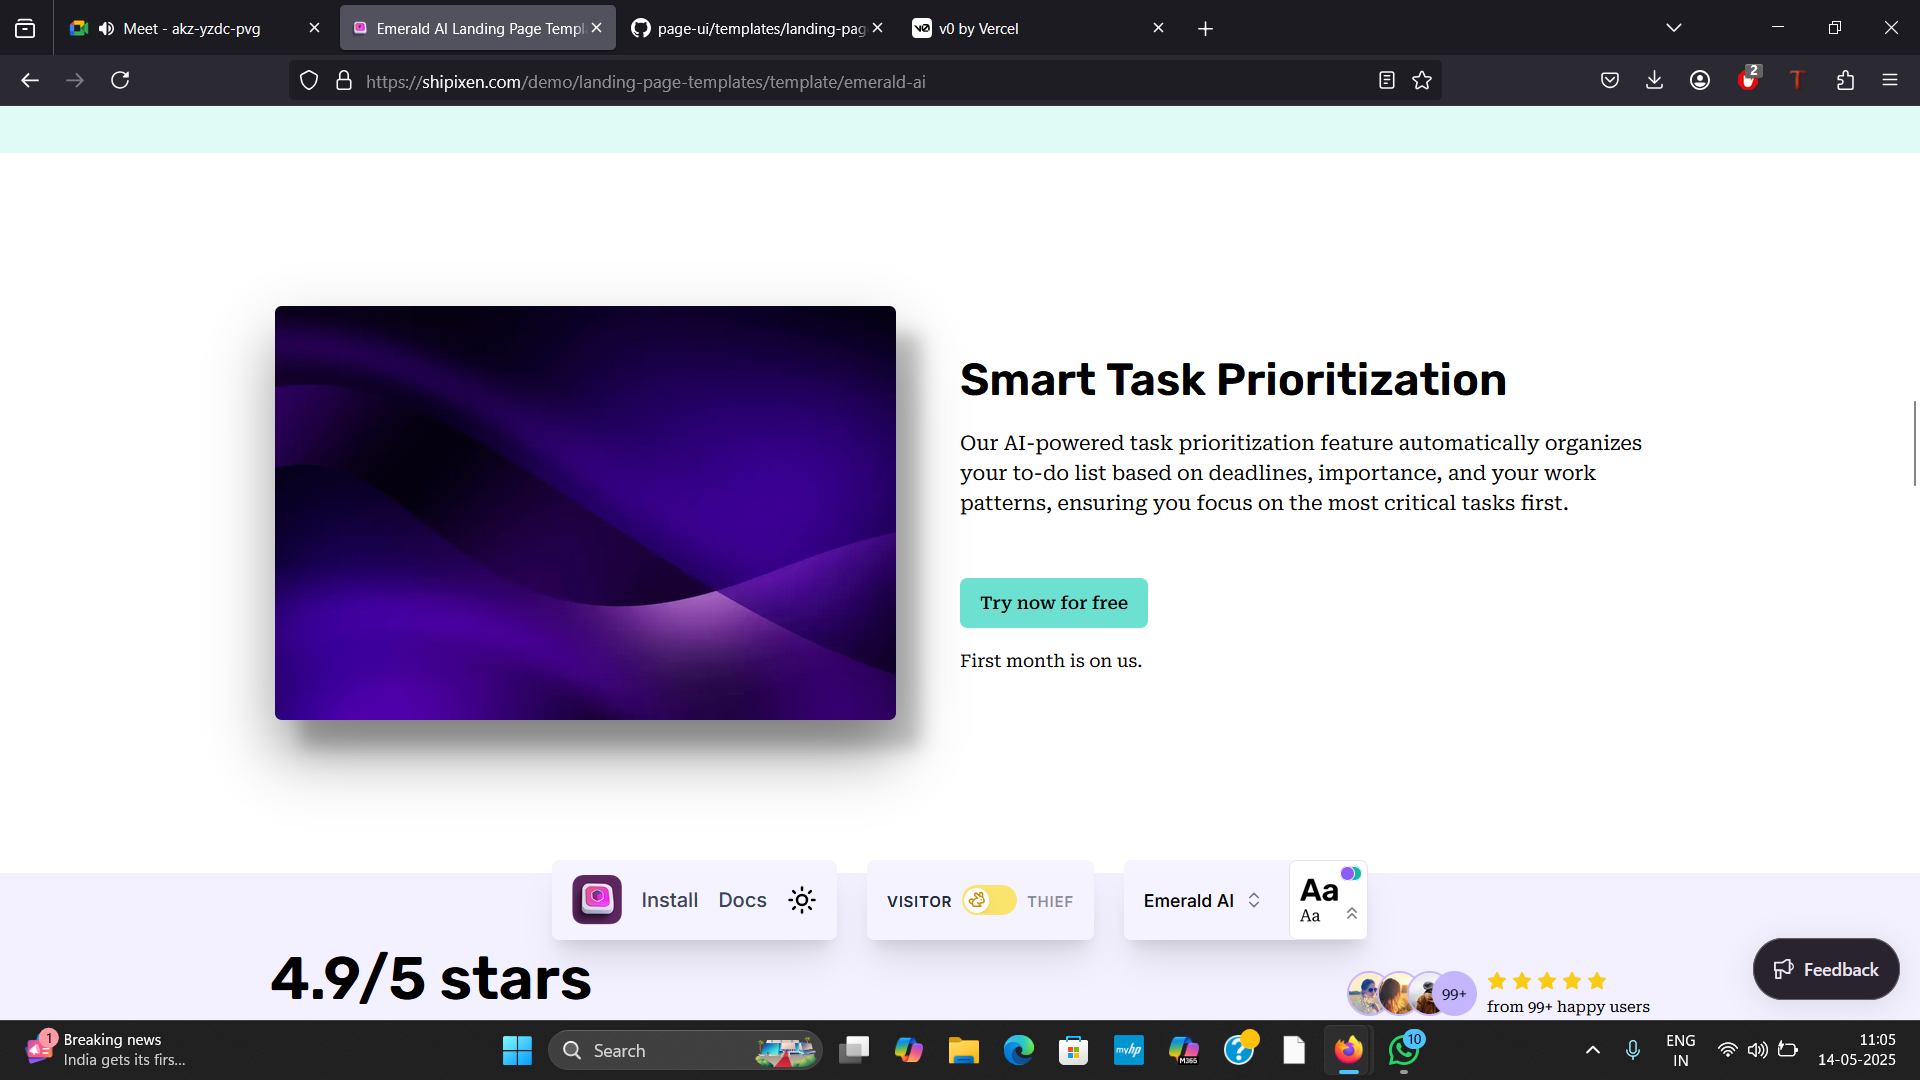 Meet - akz-yzdc-pvg
Emerald AI Landing Page Templ
page-ui/templates/landing-pag
v0 by Vercel
https://shipixen.com/demo/landing-page-templates/template/emerald-ai
2
T
Smart Task Prioritization
Our AI-powered task prioritization feature automatically organizes
your to-do list based on deadlines, importance, and your work
patterns, ensuring you focus on the most critical tasks first.
Try now for free
First month is on us.
Install
Docs
VISITOR
THIEF
Emerald AI
Aa
Aa
4.9/5 stars
99+
from 99+ happy users
Feedback
1
Breaking news
India gets its firs...
Search
myhp
M365
10
ENG
IN
11:05
14-05-2025